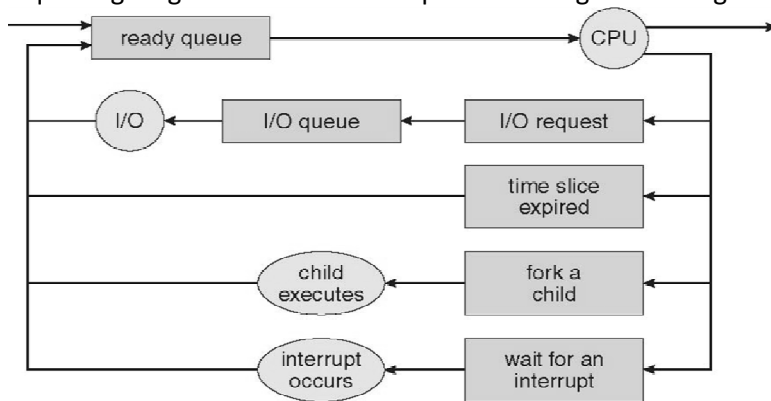 ready queue
CPU
I/O
I/O queue
I/O request
time slice
expired
child
executes
fork a
child
interrupt
occurs
wait for an
interrupt